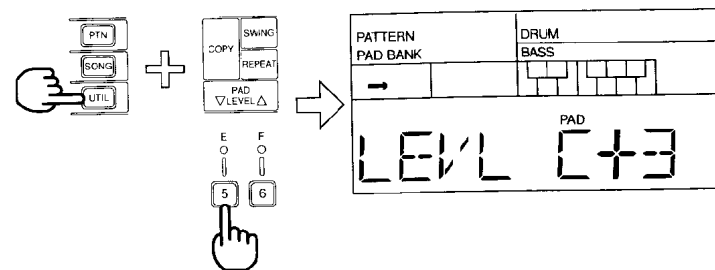 PTN
SONG
UTIL
COPY
SWING
REPEAT
PAD
▽LEVEL△
E F
5 6
PATTERN
PAD BANK
DRUM
BASS
PAD
LEVL C+3